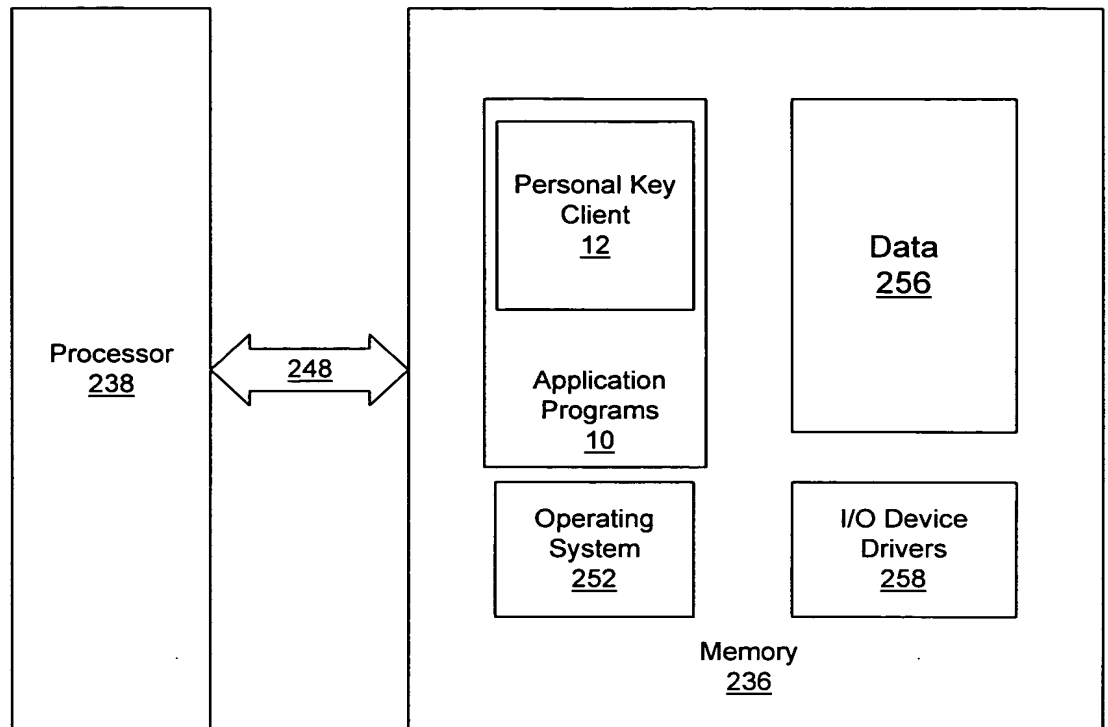 Processor
238
248
Personal Key
Client
12
Application
Programs
10
Data
256
Operating
System
252
I/O Device
Drivers
258
Memory
236